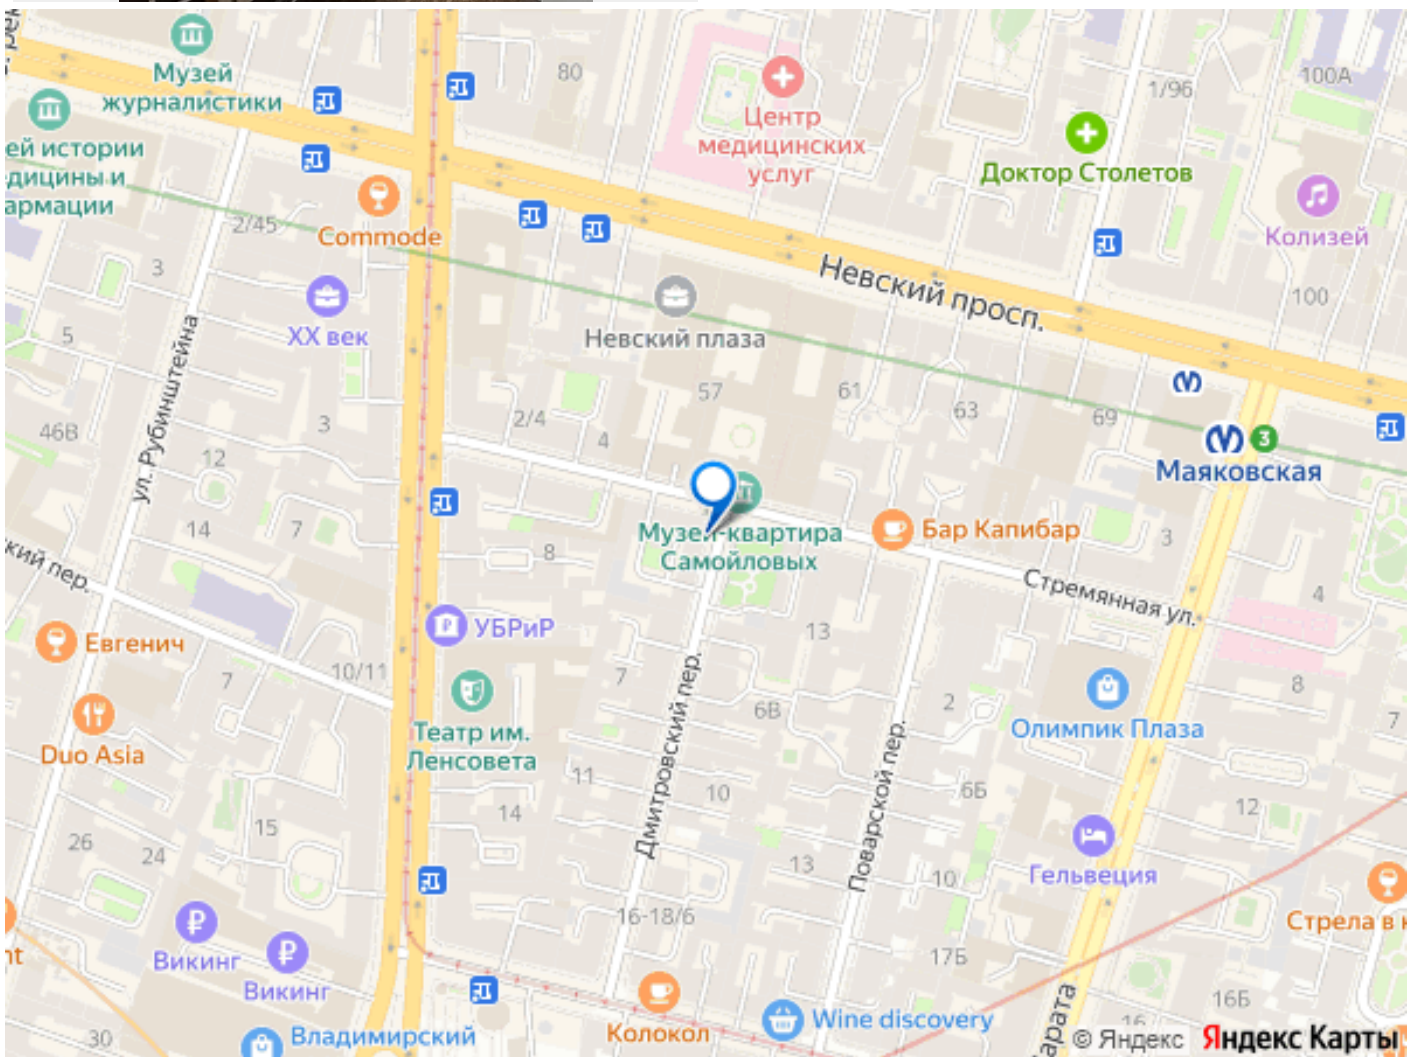 Музей
журналистики
80
100А
1/96
ей истории
дицины и
армации
Центр
медицинских
услуг
Доктор Столетов
Колизей
2/45
Commode
3
Невский просп.
100
5
XX век
Невский плаза
57
61
63
69
ул. Рубинштейна
46В
3
2/4
4
Маяковская
3
12
14
7
8
Музей-квартира
Самойловых
Бар Капибар
3
Стремянная ул.
4
кий пер.
Евгенич
УБРиР
13
10/11
7
7
8
7
2
6В
Дмитровский пер.
Поварской пер.
Олимпик Плаза
Duo Asia
Театр им.
Ленсовета
11
10
6Б
12
14
15
26
24
13
10
Гельвеция
16-18/6
Стрела в к
nt
Викинг
Викинг
17Б
16Б
16
30
Владимирский
Колокол
Wine discovery
арата
© Яндекс Яндекс Карты